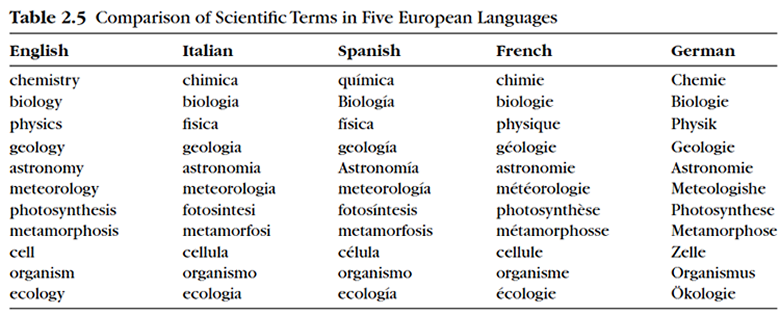 Table 2.5 Comparison of Scientific Terms in Five European Languages
English Italian Spanish French German
chemistry chimica química chimie Chemie
biology biologia Biología biologie Biologie
physics fisica física physique Physik
geology geologia geología géologie Geologie
astronomy astronomia Astronomía astronomie Astronomie
meteorology meteorologia meteorología météorologie Meteologishe
photosynthesis fotosintesi fotosíntesis photosynthèse Photosynthese
metamorphosis metamorfosi metamorfosis métamorphosse Metamorphose
cell cellula célula cellule Zelle
organism organismo organismo organisme Organismus
ecology ecologia ecología écologie Ökologie